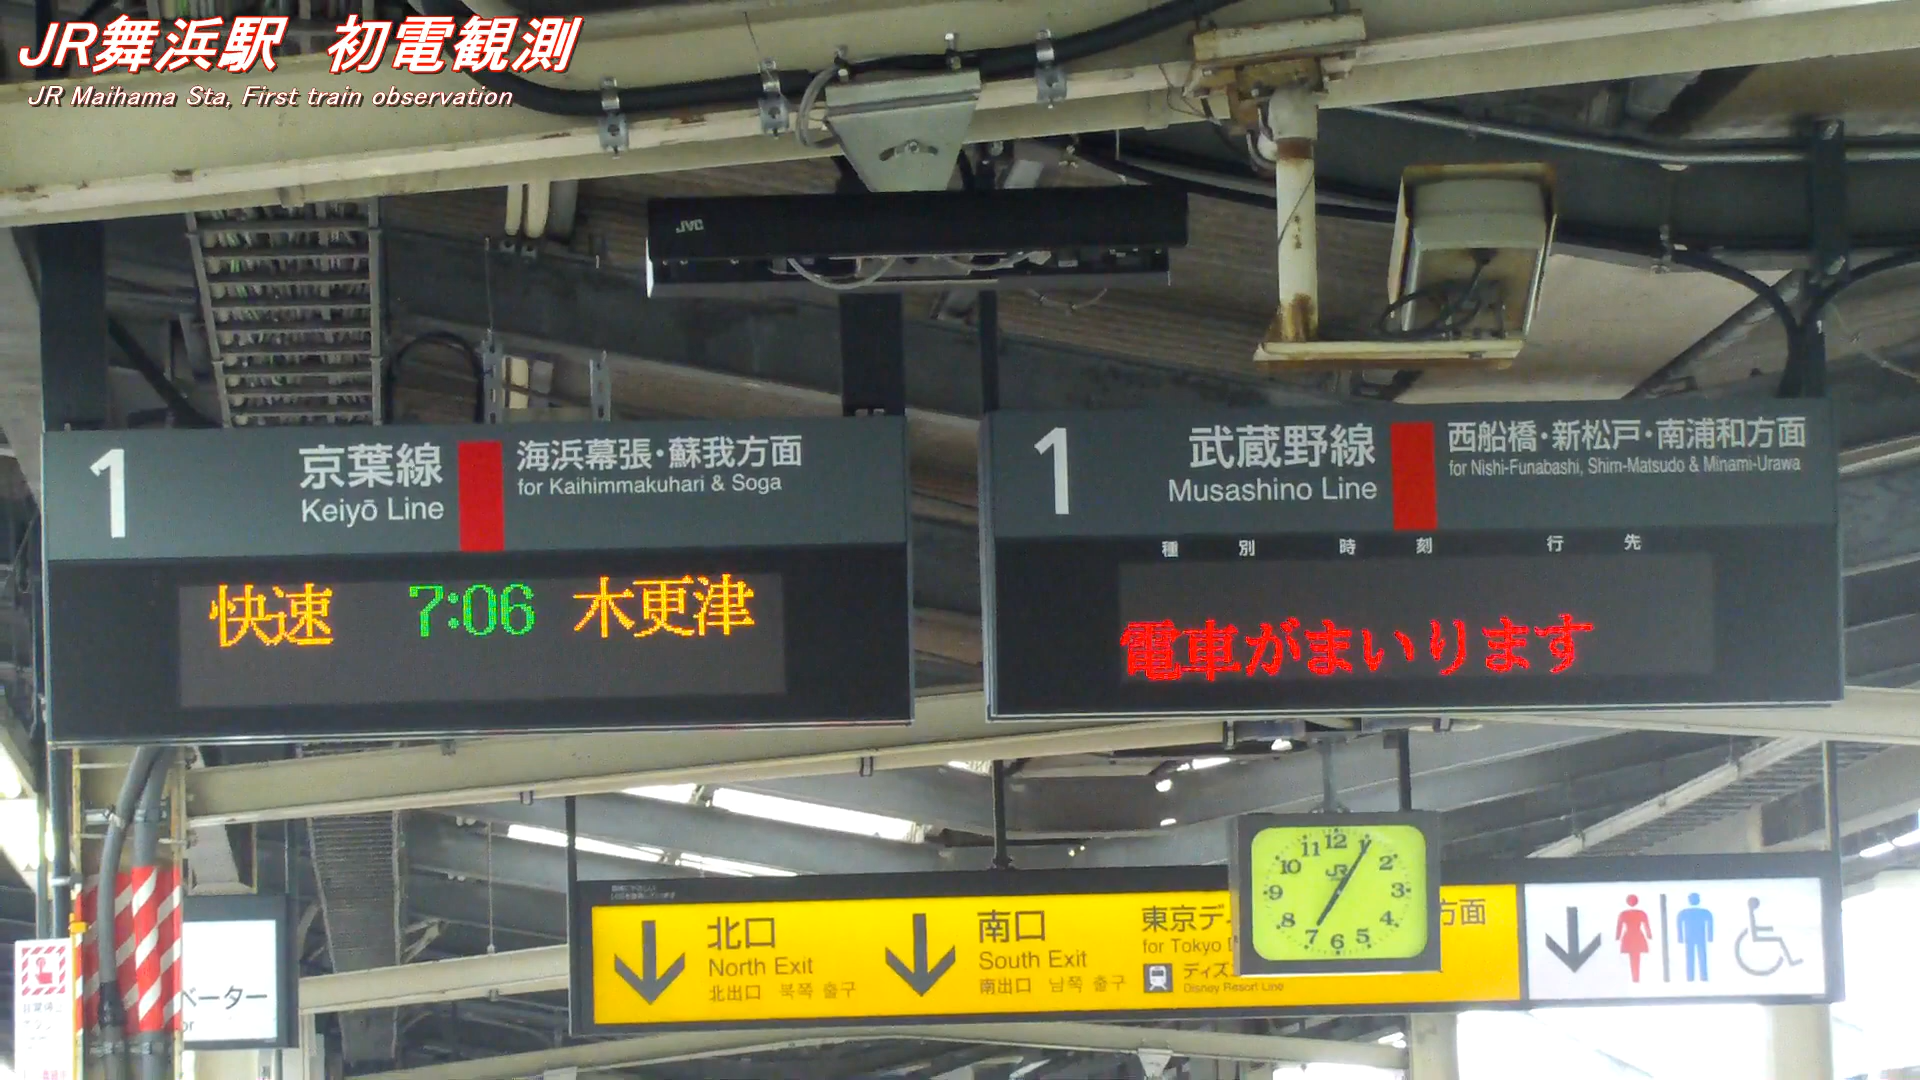 JR舞浜駅 初電観測
JR Maihama Sta, First train observation
JVC
1
京葉線
Keiyō Line
海浜幕張・蘇我方面
for Kaihimmakuhari & Soga
快速 7:06 木更津
1
武蔵野線
Musashino Line
西船橋・新松戸・南浦和方面
for Nishi-Funabashi, Shim-Matsudo & Minami-Urawa
種別 時刻 行先
電車がまいります
12 1 2 3 4 5 6 7 8 9 10 11
JR
北口
North Exit
北出口 북쪽 출구
南口
South Exit
南出口 남쪽 출구
東京デ 方面
for Tokyo
ディズ
Disney Resort Line
ベーター
or